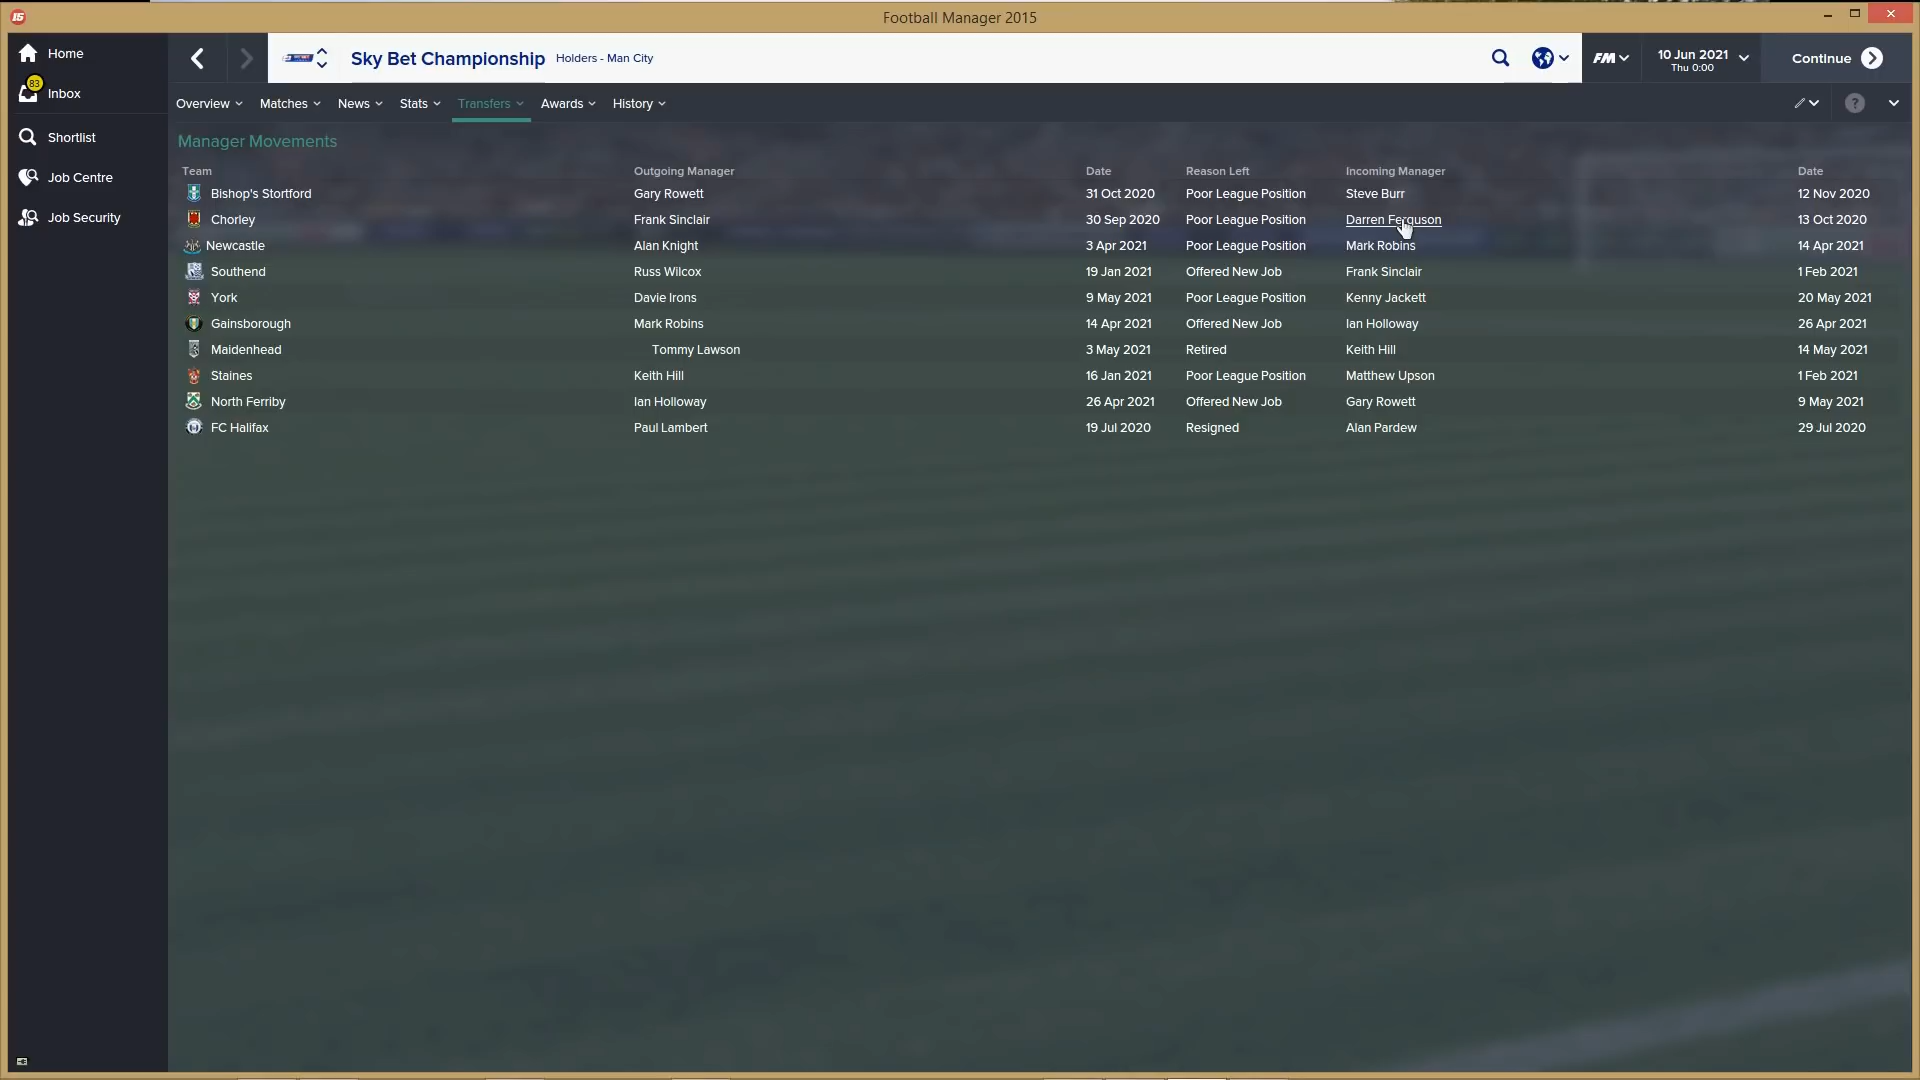 Football Manager 2015
Home
83
Inbox
Shortlist
Job Centre
Job Security
Sky Bet Championship Holders - Man City
FM
10 Jun 2021
Thu 0:00
Continue
Overview Matches News Stats Transfers Awards History
?
Manager Movements
Team Outgoing Manager Date Reason Left Incoming Manager Date
Bishop's Stortford Gary Rowett 31 Oct 2020 Poor League Position Steve Burr 12 Nov 2020
Chorley Frank Sinclair 30 Sep 2020 Poor League Position Darren Ferguson 13 Oct 2020
Newcastle Alan Knight 3 Apr 2021 Poor League Position Mark Robins 14 Apr 2021
Southend Russ Wilcox 19 Jan 2021 Offered New Job Frank Sinclair 1 Feb 2021
York Davie Irons 9 May 2021 Poor League Position Kenny Jackett 20 May 2021
Gainsborough Mark Robins 14 Apr 2021 Offered New Job Ian Holloway 26 Apr 2021
Maidenhead Tommy Lawson 3 May 2021 Retired Keith Hill 14 May 2021
Staines Keith Hill 16 Jan 2021 Poor League Position Matthew Upson 1 Feb 2021
North Ferriby Ian Holloway 26 Apr 2021 Offered New Job Gary Rowett 9 May 2021
FC Halifax Paul Lambert 19 Jul 2020 Resigned Alan Pardew 29 Jul 2020